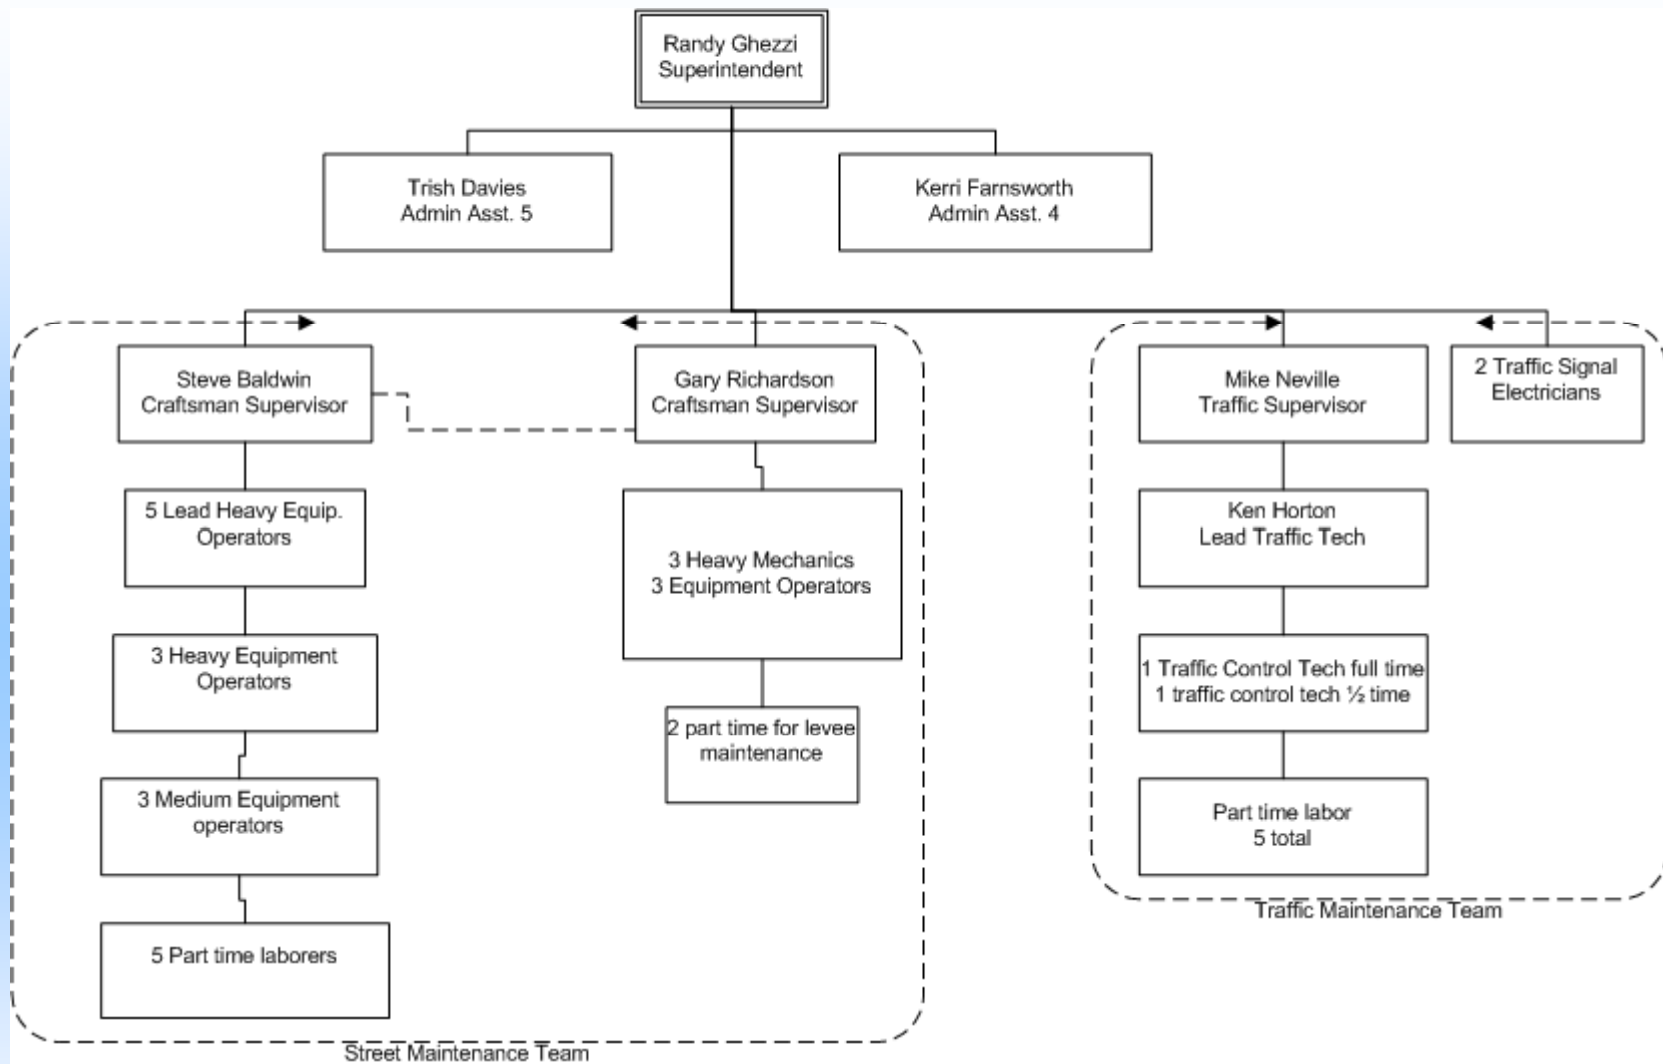 Randy Ghezzi
Superintendent
Trish Davies
Admin Asst. 5
Kerri Farnsworth
Admin Asst. 4
Steve Baldwin
Craftsman Supervisor
Gary Richardson
Craftsman Supervisor
Mike Neville
Traffic Supervisor
2 Traffic Signal
Electricians
5 Lead Heavy Equip.
Operators
3 Heavy Mechanics
3 Equipment Operators
Ken Horton
Lead Traffic Tech
3 Heavy Equipment
Operators
1 Traffic Control Tech full time
1 traffic control tech ½ time
2 part time for levee
maintenance
3 Medium Equipment
operators
Part time labor
5 total
5 Part time laborers
Traffic Maintenance Team
Street Maintenance Team